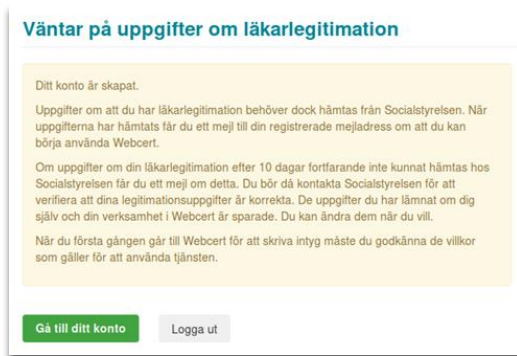 Väntar på uppgifter om läkarlegitimation
Ditt konto är skapat.
Uppgifter om att du har läkarlegitimation behöver dock hämtas från Socialstyrelsen. När
uppgifterna har hämtats får du ett mejl till din registrerade mejladress om att du kan
börja använda Webcert.
Om uppgifter om din läkarlegitimation efter 10 dagar fortfarande inte kunnat hämtas hos
Socialstyrelsen får du ett mejl om detta. Du bör då kontakta Socialstyrelsen för att
verifiera att dina legitimationsuppgifter är korrekta. De uppgifter du har lämnat om dig
själv och din verksamhet i Webcert är sparade. Du kan ändra dem när du vill.
När du första gången går till Webcert för att skriva intyg måste du godkänna de villkor
som gäller för att använda tjänsten.
Gå till ditt konto
Logga ut